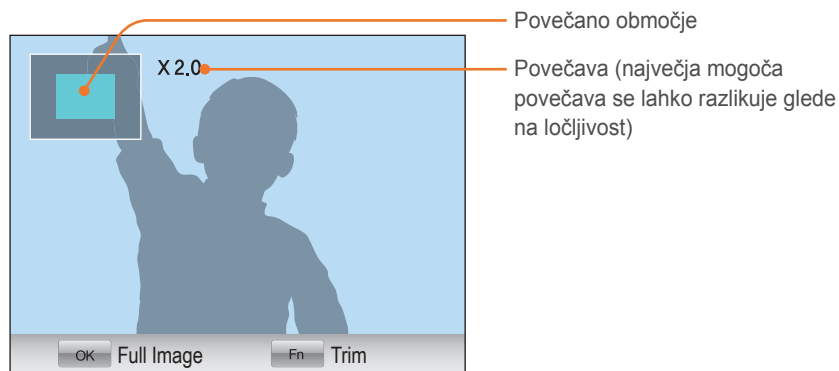 Povečano območje
X 2.0
Povečava (največja mogoča
povečava se lahko razlikuje glede
na ločljivost)
OK Full Image Fn Trim